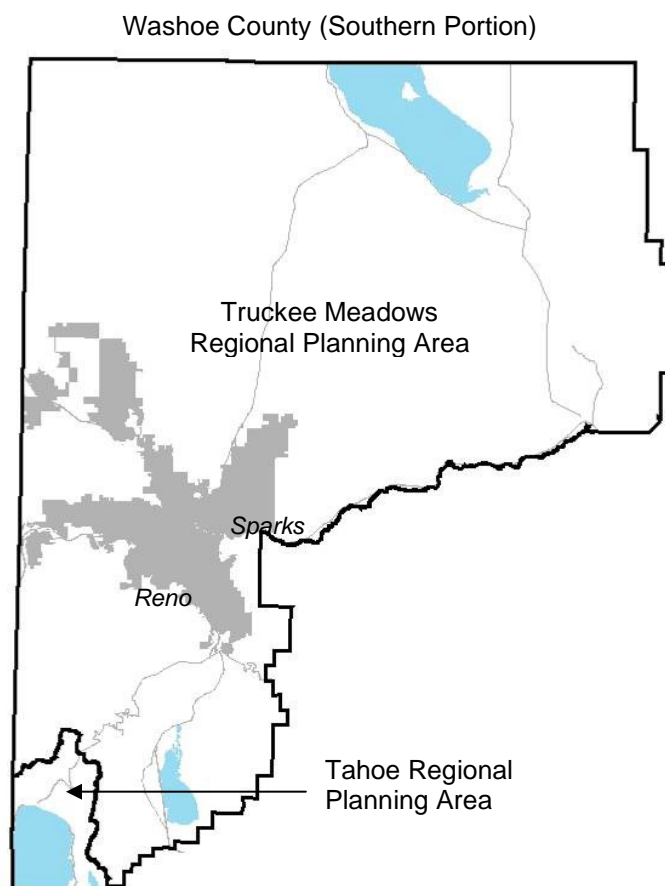 Washoe County (Southern Portion)
Truckee Meadows
Regional Planning Area
Sparks
Reno
Tahoe Regional
Planning Area